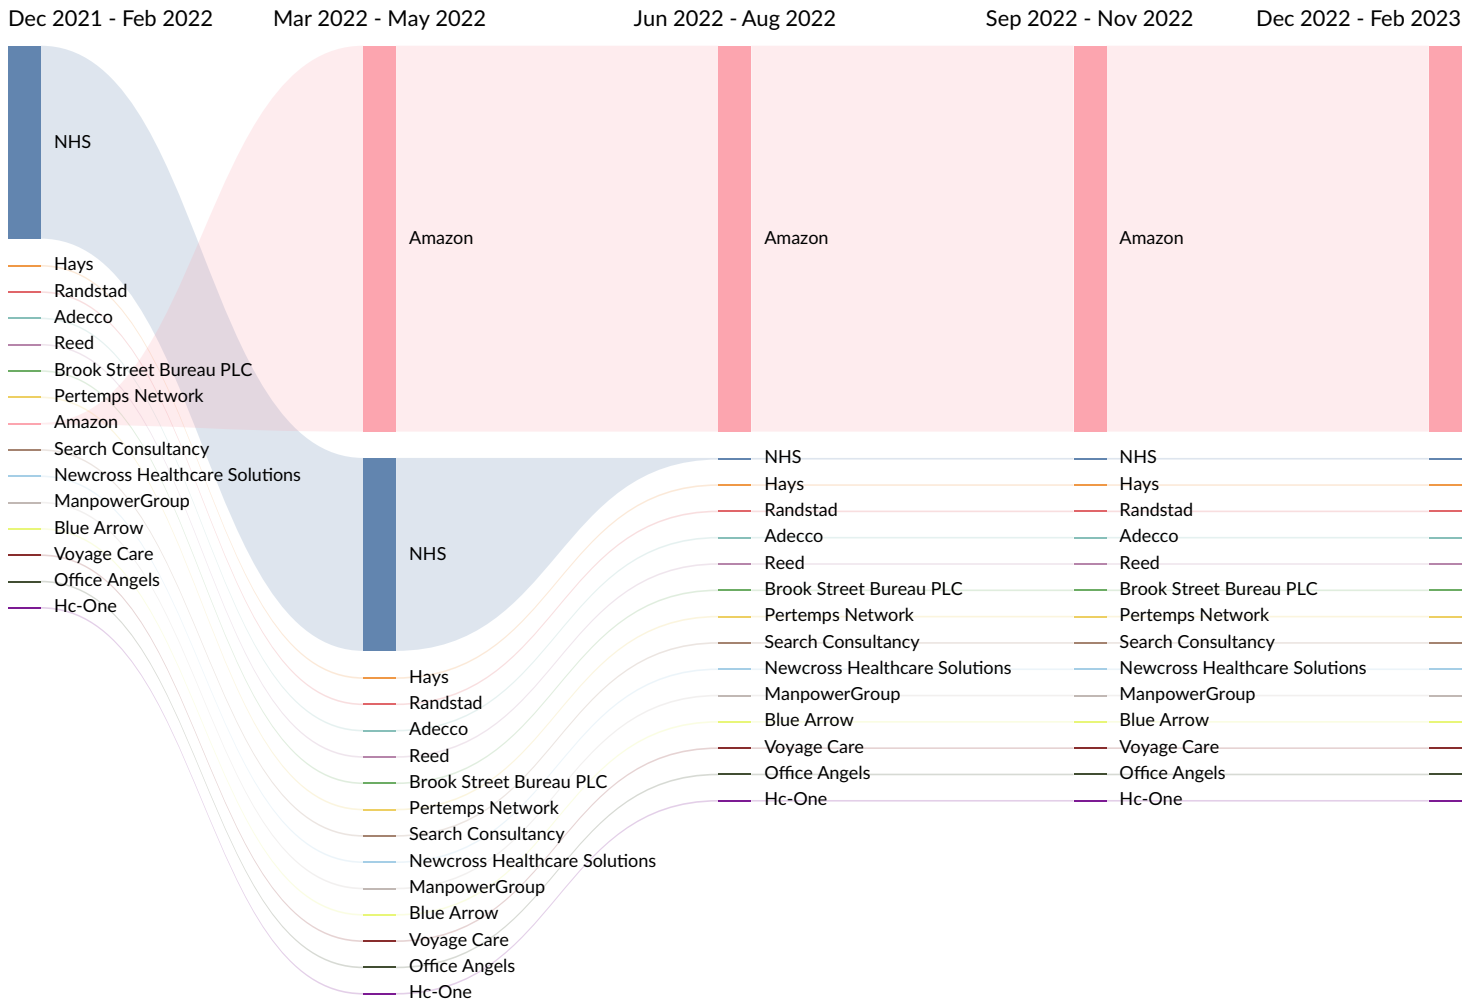 Dec 2021 - Feb 2022
Mar 2022 - May 2022
Jun 2022 - Aug 2022
Sep 2022 - Nov 2022
Dec 2022 - Feb 2023
NHS
Hays
Randstad
Adecco
Reed
Brook Street Bureau PLC
Pertemps Network
Amazon
Search Consultancy
Newcross Healthcare Solutions
ManpowerGroup
Blue Arrow
Voyage Care
Office Angels
Hc-One
Amazon
NHS
Hays
Randstad
Adecco
Reed
Brook Street Bureau PLC
Pertemps Network
Search Consultancy
Newcross Healthcare Solutions
ManpowerGroup
Blue Arrow
Voyage Care
Office Angels
Hc-One
Amazon
NHS
Hays
Randstad
Adecco
Reed
Brook Street Bureau PLC
Pertemps Network
Search Consultancy
Newcross Healthcare Solutions
ManpowerGroup
Blue Arrow
Voyage Care
Office Angels
Hc-One
Amazon
NHS
Hays
Randstad
Adecco
Reed
Brook Street Bureau PLC
Pertemps Network
Search Consultancy
Newcross Healthcare Solutions
ManpowerGroup
Blue Arrow
Voyage Care
Office Angels
Hc-One